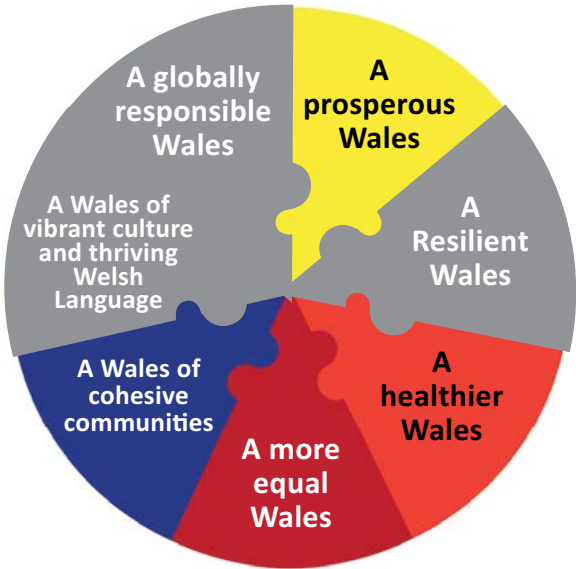 A globally
responsible
Wales
A
prosperous
Wales
A
Resilient
Wales
A Wales of
vibrant culture
and thriving
Welsh
Language
A Wales of
cohesive
communities
A
healthier
Wales
A more
equal
Wales